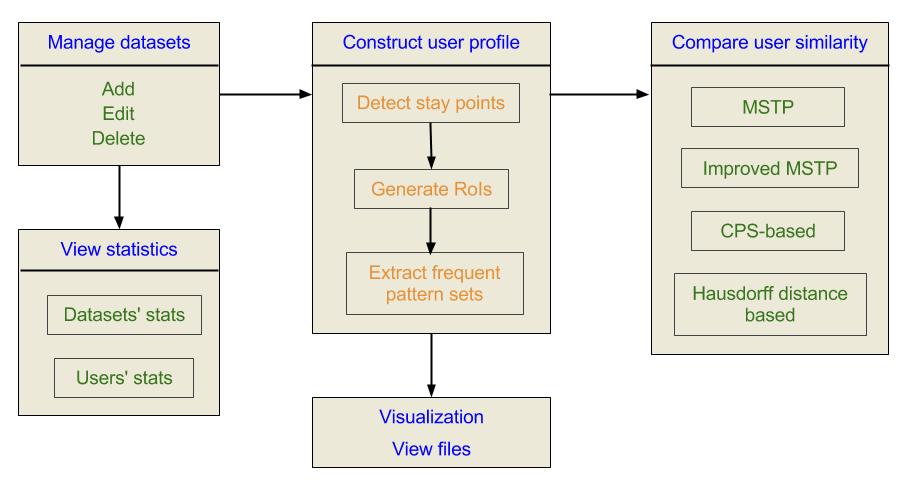 Manage datasets
Add
Edit
Delete
View statistics
Datasets' stats
Users' stats
Construct user profile
Detect stay points
Generate RoIs
Extract frequent
pattern sets
Visualization
View files
Compare user similarity
MSTP
Improved MSTP
CPS-based
Hausdorff distance
based